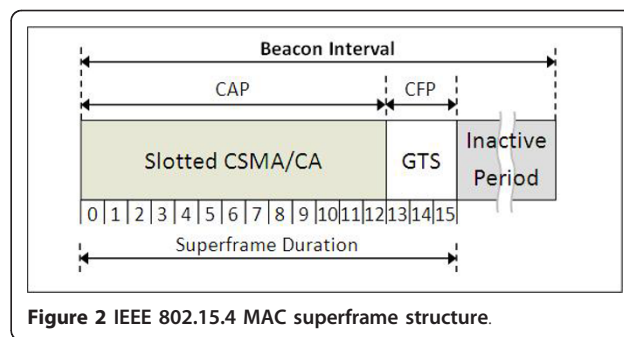 Beacon Interval
CAP CFP
Slotted CSMA/CA GTS Inactive
Period
0 1 2 3 4 5 6 7 8 9 10 11 12 13 14 15
Superframe Duration
Figure 2 IEEE 802.15.4 MAC superframe structure.